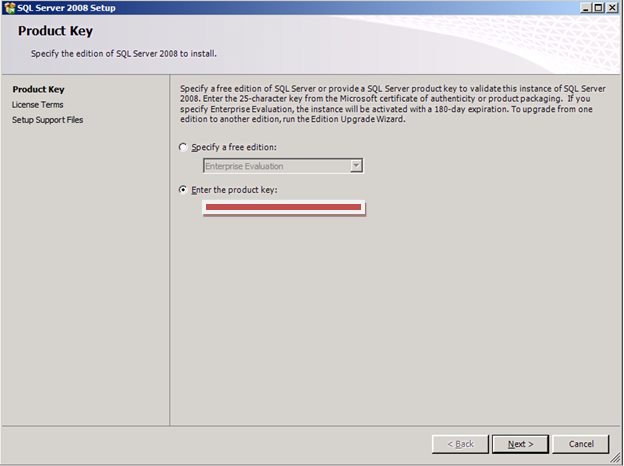 SQL Server 2008 Setup
Product Key
Specify the edition of SQL Server 2008 to install.
Product Key
License Terms
Setup Support Files
Specify a free edition of SQL Server or provide a SQL Server product key to validate this instance of SQL Server
2008. Enter the 25-character key from the Microsoft certificate of authenticity or product packaging. If you
specify Enterprise Evaluation, the instance will be activated with a 180-day expiration. To upgrade from one
edition to another edition, run the Edition Upgrade Wizard.
Specify a free edition:
Enterprise Evaluation
Enter the product key:
< Back
Next >
Cancel